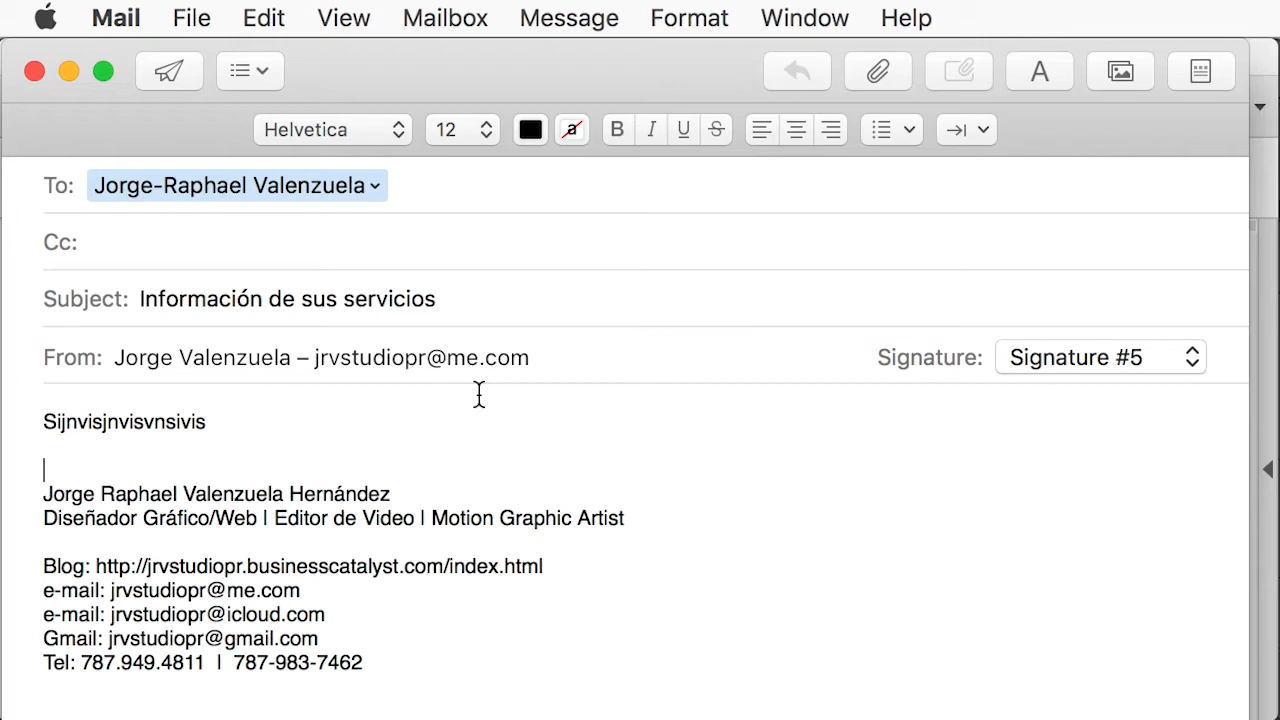 Mail File Edit View Mailbox Message Format Window Help
A
Helvetica 12 a B I U S
To: Jorge-Raphael Valenzuela
Cc:
Subject: Información de sus servicios
From: Jorge Valenzuela – jrvstudiopr@me.com Signature: Signature #5
Sijnvisjnvisvnsivis
Jorge Raphael Valenzuela Hernández
Diseñador Gráfico/Web | Editor de Video | Motion Graphic Artist
Blog: http://jrvstudiopr.businesscatalyst.com/index.html
e-mail: jrvstudiopr@me.com
e-mail: jrvstudiopr@icloud.com
Gmail: jrvstudiopr@gmail.com
Tel: 787.949.4811 | 787-983-7462